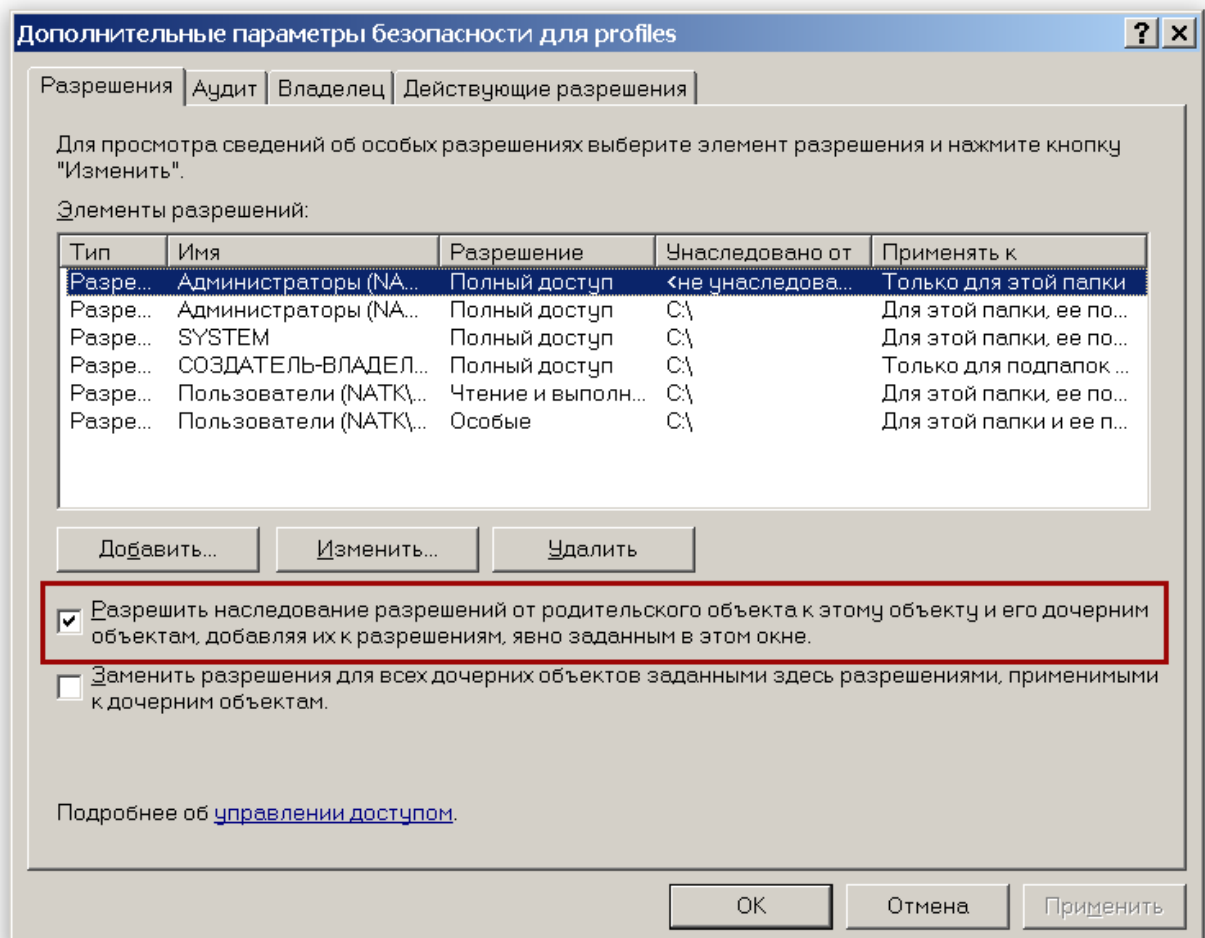 Дополнительные параметры безопасности для profiles
Разрешения Аудит Владелец Действующие разрешения
Для просмотра сведений об особых разрешениях выберите элемент разрешения и нажмите кнопку
"Изменить".
Элементы разрешений:
Тип Имя Разрешение Унаследовано от Применять к
Разре... Администраторы (NA... Полный доступ <не унаследова... Только для этой папки
Разре... Администраторы (NA... Полный доступ C:\ Для этой папки, ее по...
Разре... SYSTEM Полный доступ C:\ Для этой папки, ее по...
Разре... СОЗДАТЕЛЬ-ВЛАДЕЛ... Полный доступ C:\ Только для подпапок ...
Разре... Пользователи (NATK\... Чтение и выполн... C:\ Для этой папки, ее по...
Разре... Пользователи (NATK\... Особые C:\ Для этой папки и ее п...
Добавить... Изменить... Удалить
Разрешить наследование разрешений от родительского объекта к этому объекту и его дочерним
объектам, добавляя их к разрешениям, явно заданным в этом окне.
Заменить разрешения для всех дочерних объектов заданными здесь разрешениями, применимыми
к дочерним объектам.
Подробнее об управлении доступом.
OK Отмена Применить